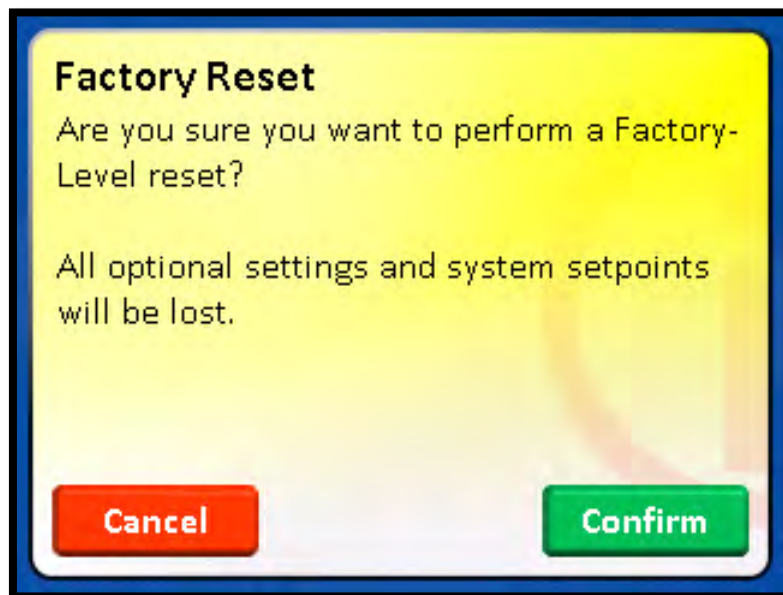 Factory Reset
Are you sure you want to perform a Factory-
Level reset?
All optional settings and system setpoints
will be lost.
Cancel
Confirm